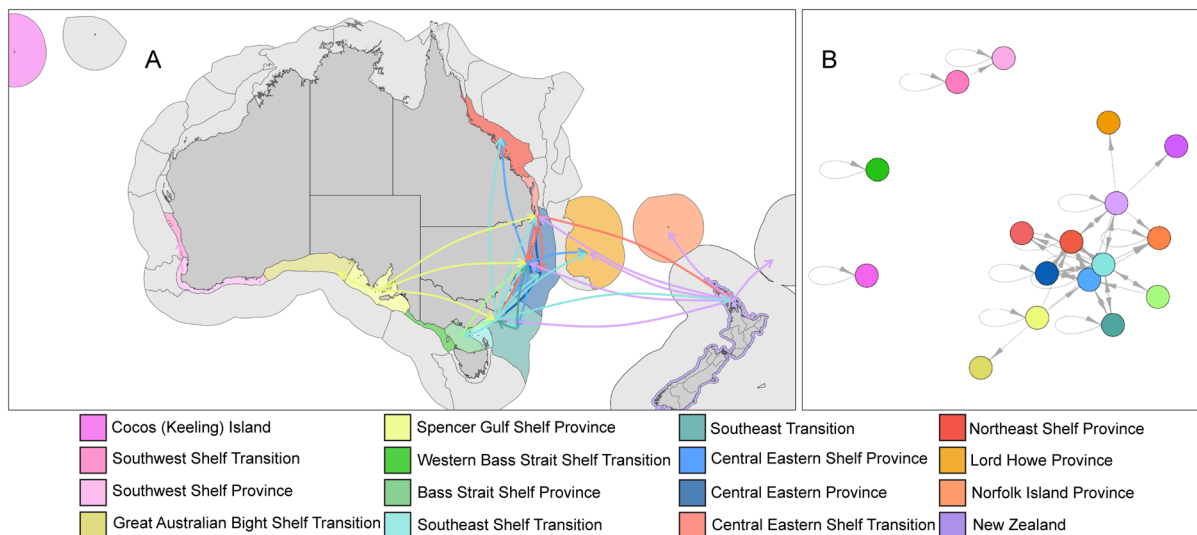 A
B
Cocos (Keeling) Island
Southwest Shelf Transition
Southwest Shelf Province
Great Australian Bight Shelf Transition
Spencer Gulf Shelf Province
Western Bass Strait Shelf Transition
Bass Strait Shelf Province
Southeast Shelf Transition
Southeast Transition
Central Eastern Shelf Province
Central Eastern Province
Central Eastern Shelf Transition
Northeast Shelf Province
Lord Howe Province
Norfolk Island Province
New Zealand